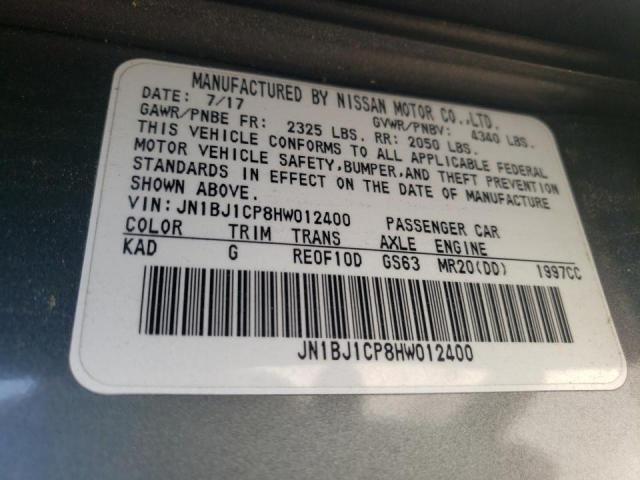 MANUFACTURED BY NISSAN MOTOR CO.,LTD.
DATE: 7/17
GAWR/PNBE FR: 2325 LBS. RR: 2050 LBS. GVWR/PNBV: 4340 LBS.
THIS VEHICLE CONFORMS TO ALL APPLICABLE FEDERAL
MOTOR VEHICLE SAFETY,BUMPER,AND THEFT PREVENTION
STANDARDS IN EFFECT ON THE DATE OF MANUFACTURE
SHOWN ABOVE.
VIN:JN1BJ1CP8HW012400 PASSENGER CAR
COLOR TRIM TRANS AXLE ENGINE
KAD G RE0F10D GS63 MR20(DD) 1997CC
JN1BJ1CP8HW012400